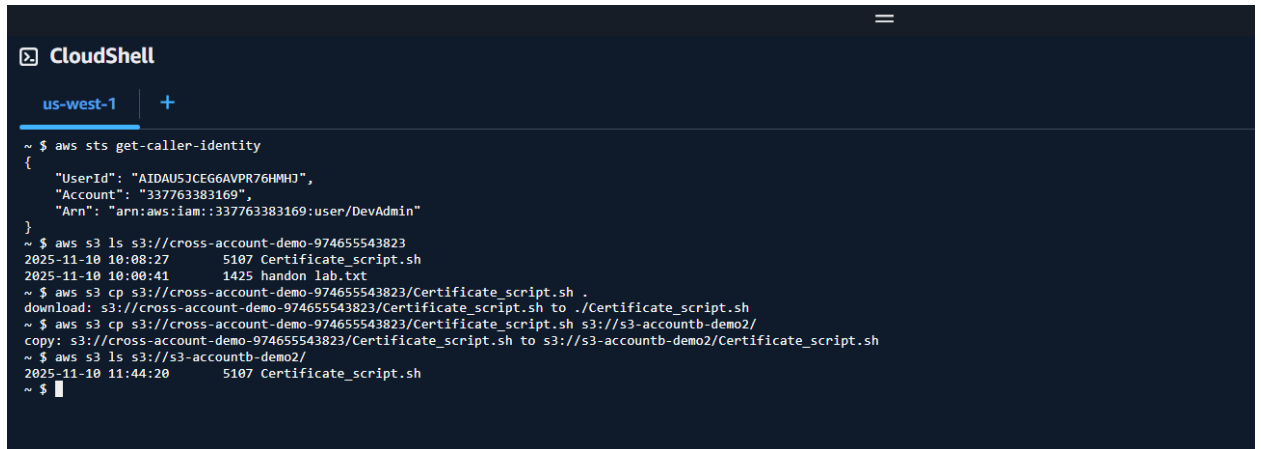 CloudShell
us-west-1
~ $ aws sts get-caller-identity
{
    "UserId": "AIDAU5JCEG6AVPR76HMHJ",
    "Account": "337763383169",
    "Arn": "arn:aws:iam::337763383169:user/DevAdmin"
}
~ $ aws s3 ls s3://cross-account-demo-974655543823
2025-11-10 10:08:27       5107 Certificate_script.sh
2025-11-10 10:00:41       1425 handon lab.txt
~ $ aws s3 cp s3://cross-account-demo-974655543823/Certificate_script.sh .
download: s3://cross-account-demo-974655543823/Certificate_script.sh to ./Certificate_script.sh
~ $ aws s3 cp s3://cross-account-demo-974655543823/Certificate_script.sh s3://s3-accountb-demo2/
copy: s3://cross-account-demo-974655543823/Certificate_script.sh to s3://s3-accountb-demo2/Certificate_script.sh
~ $ aws s3 ls s3://s3-accountb-demo2/
2025-11-10 11:44:20       5107 Certificate_script.sh
~ $